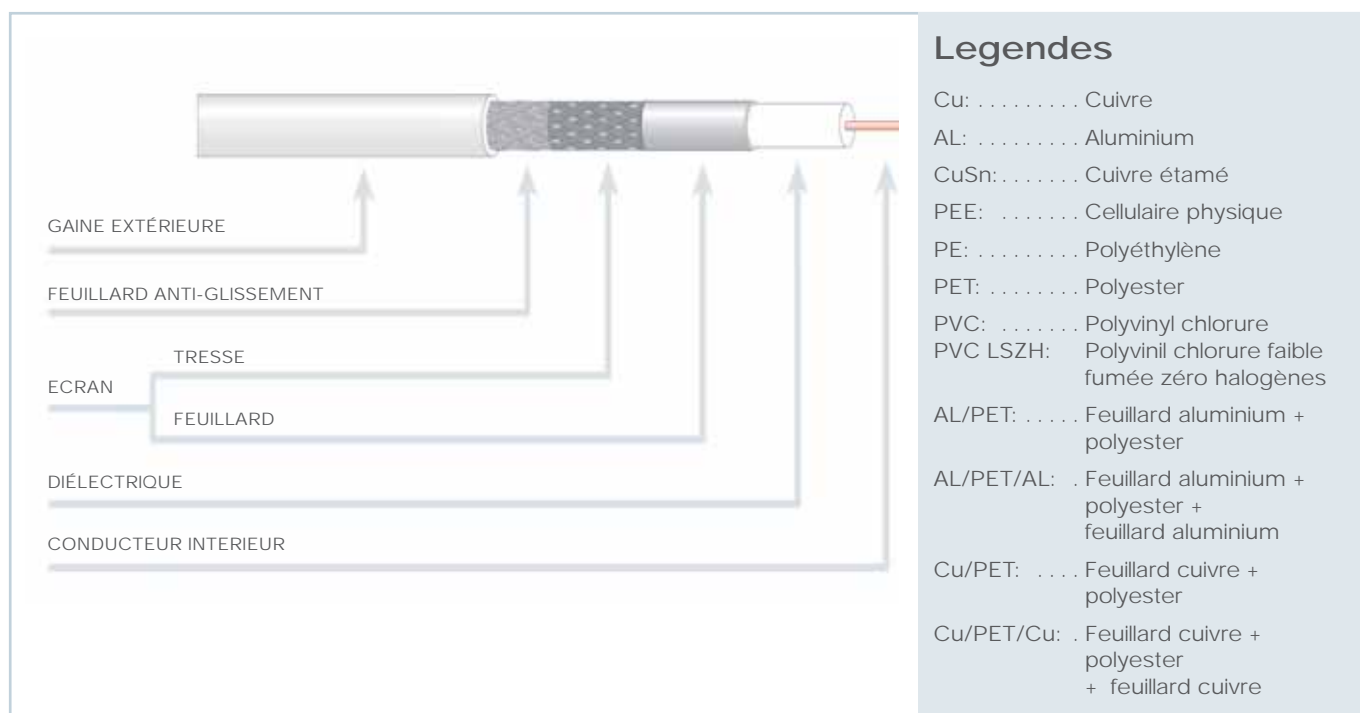 GAINE EXTÉRIEURE
FEUILLARD ANTI-GLISSEMENT
TRESSE
ECRAN
FEUILLARD
DIÉLECTRIQUE
CONDUCTEUR INTERIEUR
Legendes
Cu: . . . . . . . . . Cuivre
AL: . . . . . . . . . Aluminium
CuSn: . . . . . . . Cuivre étamé
PEE: . . . . . . . Cellulaire physique
PE: . . . . . . . . . Polyéthylène
PET: . . . . . . . . Polyester
PVC: . . . . . . . Polyvinyl chlorure
PVC LSZH: Polyvinil chlorure faible
fumée zéro halogènes
AL/PET: . . . . . Feuillard aluminium +
polyester
AL/PET/AL: . Feuillard aluminium +
polyester +
feuillard aluminium
Cu/PET: . . . . Feuillard cuivre +
polyester
Cu/PET/Cu: . Feuillard cuivre +
polyester
+ feuillard cuivre